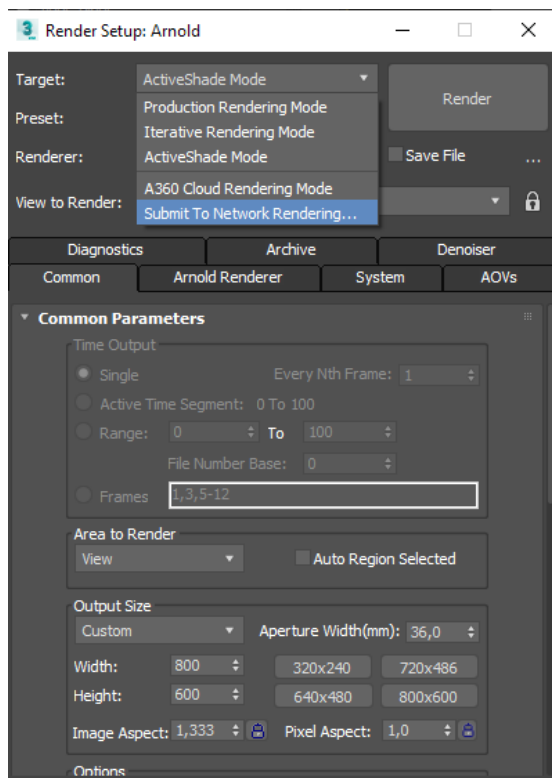 3 Render Setup: Arnold
Target: ActiveShade Mode
Production Rendering Mode
Iterative Rendering Mode
ActiveShade Mode
A360 Cloud Rendering Mode
Submit To Network Rendering...
Render
Preset:
Renderer: Save File ...
View to Render:
Diagnostics Archive Denoiser
Common Arnold Renderer System AOVs
Common Parameters
Time Output
Single Every Nth Frame: 1
Active Time Segment: 0 To 100
Range: 0 To 100
File Number Base: 0
Frames 1,3,5-12
Area to Render
View Auto Region Selected
Output Size
Custom Aperture Width(mm): 36,0
Width: 800 320x240 720x486
Height: 600 640x480 800x600
Image Aspect: 1,333 Pixel Aspect: 1,0
Options